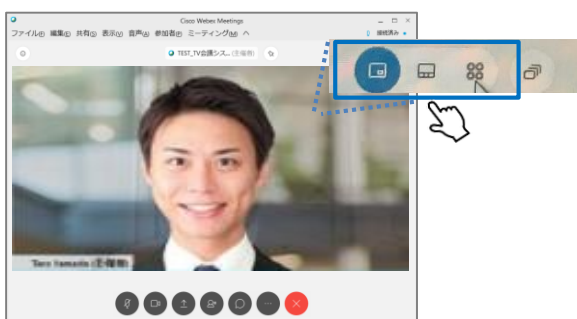 Cisco Webex Meetings
ファイル(F) 編集(E) 共有(S) 表示(V) 音声(A) 参加者(P) ミーティング(M) ヘ
接続済み
TEST_TV会議シス... (主催者)
Taro Yamada (主催者)